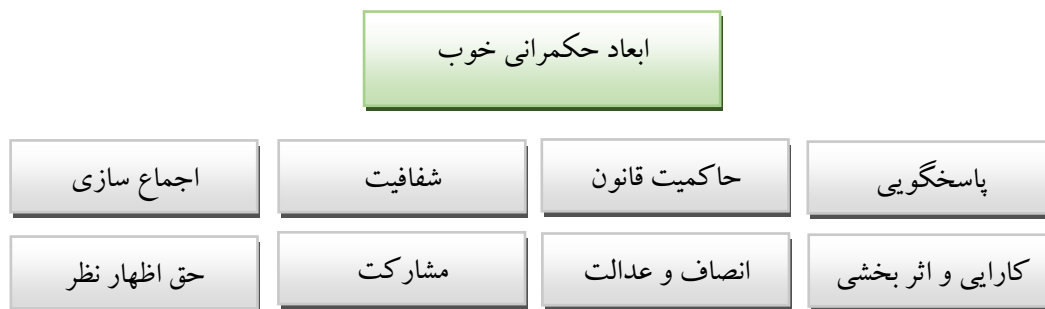 ابعاد حکمرانی خوب
پاسخگویی
حاکمیت قانون
شفافیت
اجماع سازی
کارایی و اثر بخشی
انصاف و عدالت
مشارکت
حق اظهار نظر